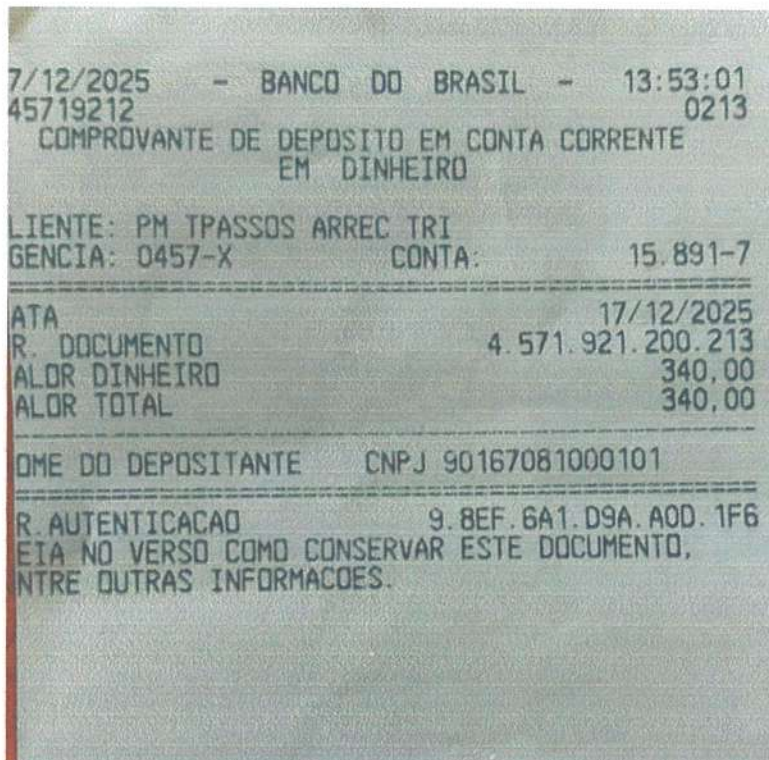 7/12/2025 - BANCO DO BRASIL - 13:53:01
45719212 0213
COMPROVANTE DE DEPOSITO EM CONTA CORRENTE
EM DINHEIRO
LIENTE: PM TPASSOS ARREC TRI
GENCIA: 0457-X CONTA: 15.891-7
==================================================
ATA 17/12/2025
R. DOCUMENTO 4.571.921.200.213
ALOR DINHEIRO 340,00
ALOR TOTAL 340,00
--------------------------------------------------
OME DO DEPOSITANTE CNPJ 90167081000101
==================================================
R.AUTENTICACAO 9.8EF.6A1.D9A.A0D.1F6
EIA NO VERSO COMO CONSERVAR ESTE DOCUMENTO,
NTRE OUTRAS INFORMACOES.